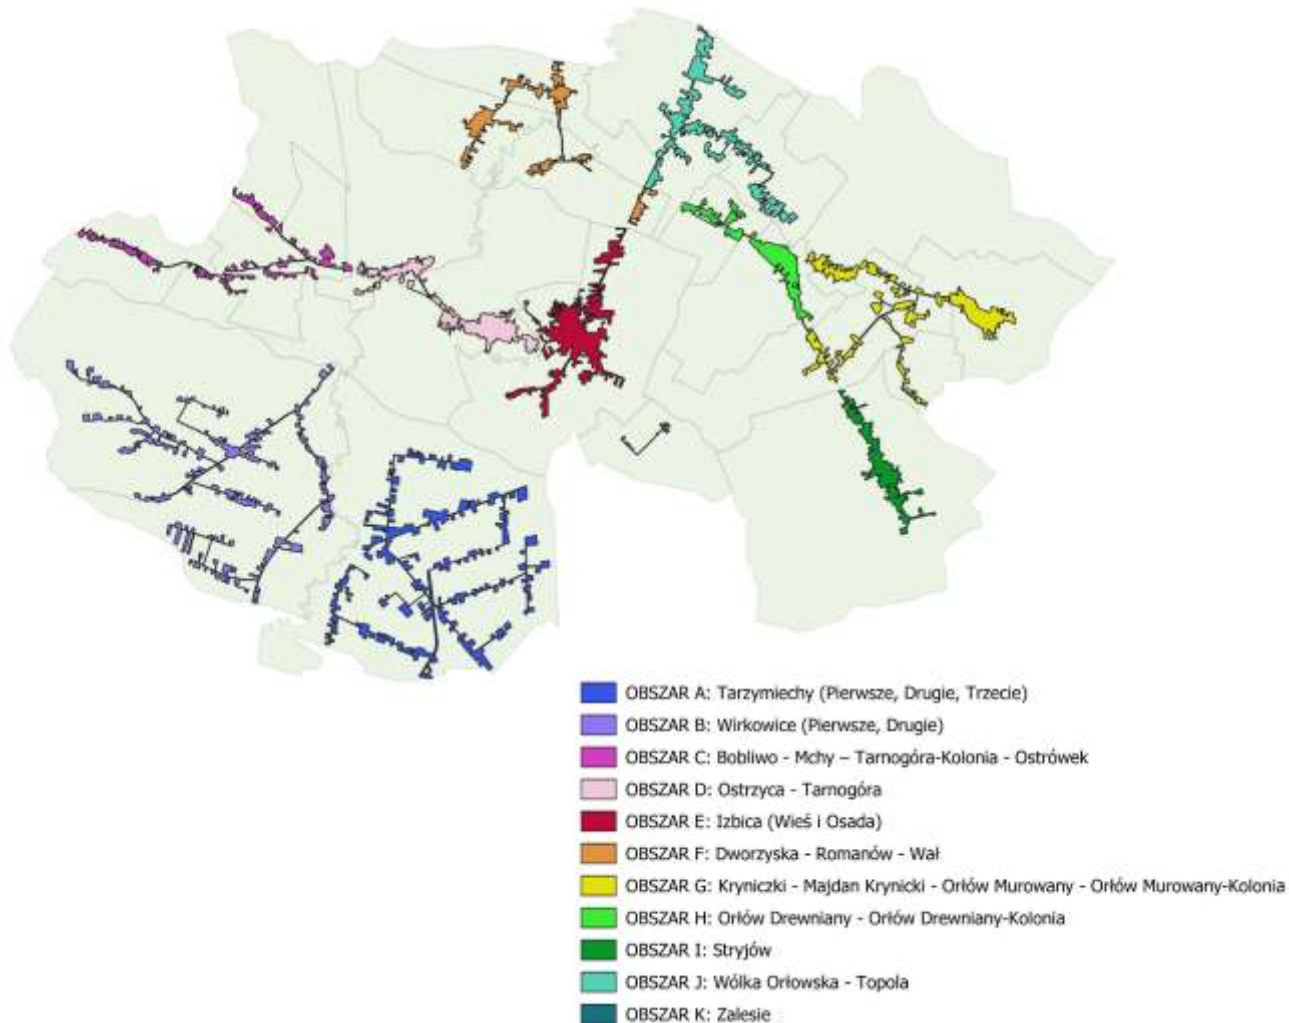 OBSZAR A: Tarzymiechy (Pierwsze, Drugie, Trzecie)
OBSZAR B: Wirkowice (Pierwsze, Drugie)
OBSZAR C: Bobliwo - Mchy – Tarnogóra-Kolonia - Ostrówek
OBSZAR D: Ostrzyca - Tarnogóra
OBSZAR E: Izbica (Wieś i Osada)
OBSZAR F: Dworzyska - Romanów - Wał
OBSZAR G: Kryniczki - Majdan Krynicki - Orłów Murowany - Orłów Murowany-Kolonia
OBSZAR H: Orłów Drewniany - Orłów Drewniany-Kolonia
OBSZAR I: Stryjów
OBSZAR J: Wólka Orłowska - Topola
OBSZAR K: Zalesie